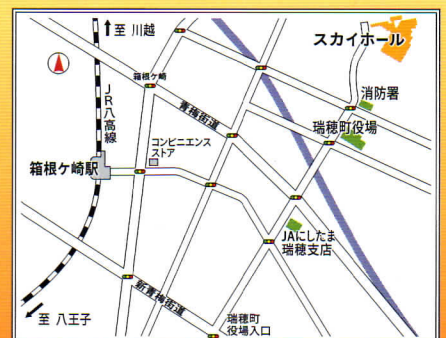 至 川越
スカイホール
箱根ケ崎
消防署
JR八高線
青梅街道
瑞穂町役場
コンビニエンス
ストア
箱根ケ崎駅
JAにしたま
瑞穂支店
新青梅街道
至 八王子
瑞穂町
役場入口